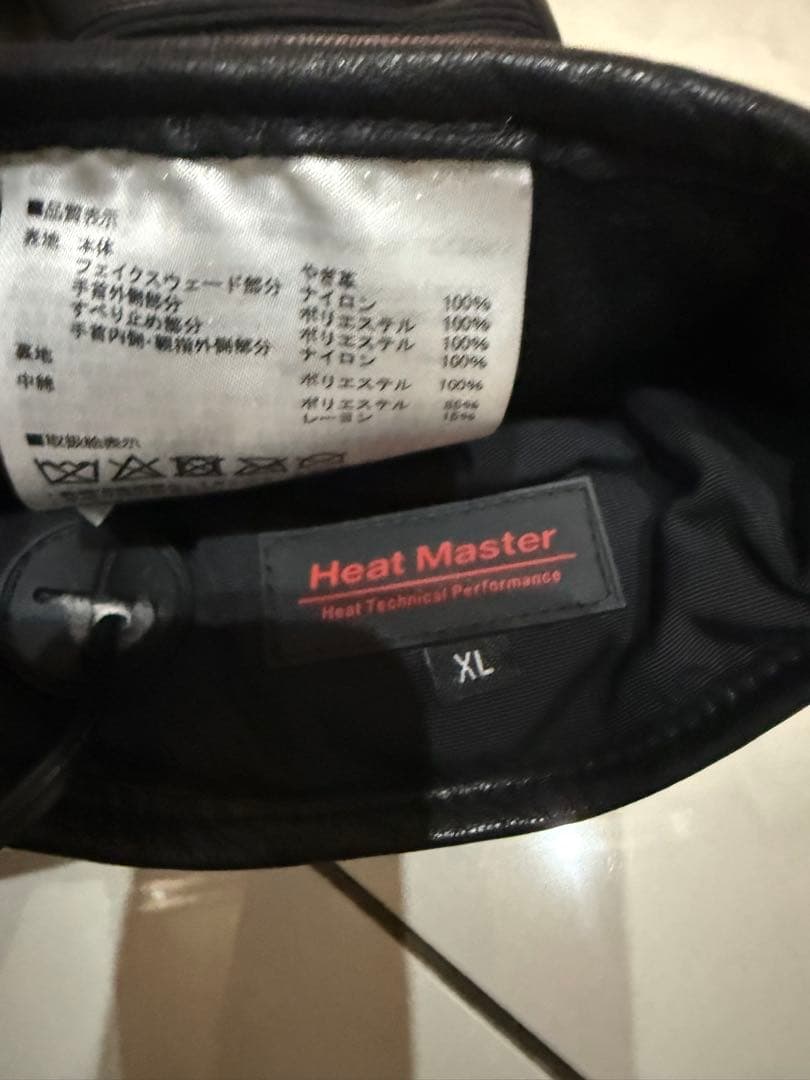 ■品質表示
表地 本体 やぎ革
フェイクスウェード部分 ナイロン 100%
手首外側部分 ポリエステル 100%
すべり止め部分 ポリエステル 100%
手首内側・親指外側部分 ナイロン 100%
裏地 ポリエステル 100%
中綿 ポリエステル 85%
レーヨン 15%
■取扱絵表示
Heat Master
Heat Technical Performance
XL